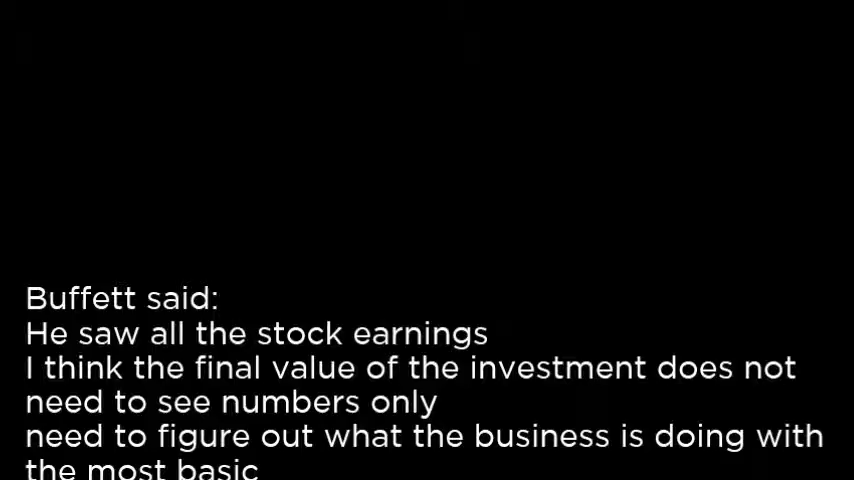 Buffett said:
He saw all the stock earnings
I think the final value of the investment does not
need to see numbers only
need to figure out what the business is doing with
the most basic